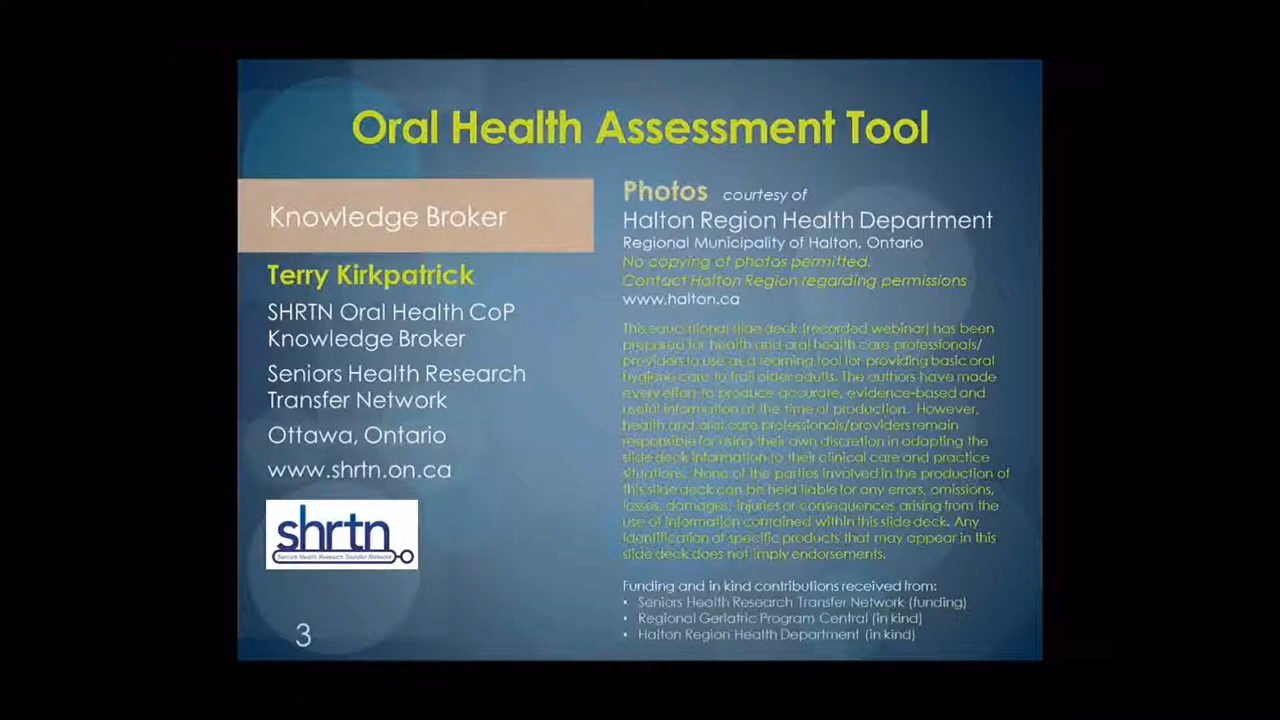 Oral Health Assessment Tool
Knowledge Broker
Terry Kirkpatrick
SHRTN Oral Health CoP
Knowledge Broker
Seniors Health Research
Transfer Network
Ottawa, Ontario
www.shrtn.on.ca
shrtn
Seniors Health Research Transfer Network
3
Photos courtesy of
Halton Region Health Department
Regional Municipality of Halton, Ontario
No copying of photos permitted.
Contact Halton Region regarding permissions
www.halton.ca
This educational slide deck (recorded webinar) has been
prepared for health and oral health care professionals/
providers to use as a learning tool for providing basic oral
hygiene care to frail older adults. The authors have made
every effort to produce accurate, evidence-based and
useful information at the time of production. However,
health and oral care professionals/providers remain
responsible for using their own discretion in adapting the
slide deck information to their clinical care and practice
situations. None of the parties involved in the production of
this slide deck can be held liable for any errors, omissions,
losses, damages, injuries or consequences arising from the
use of information contained within this slide deck. Any
identification of specific products that may appear in this
slide deck does not imply endorsements.
Funding and in kind contributions received from:
• Seniors Health Research Transfer Network (funding)
• Regional Geriatric Program Central (in kind)
• Halton Region Health Department (in kind)